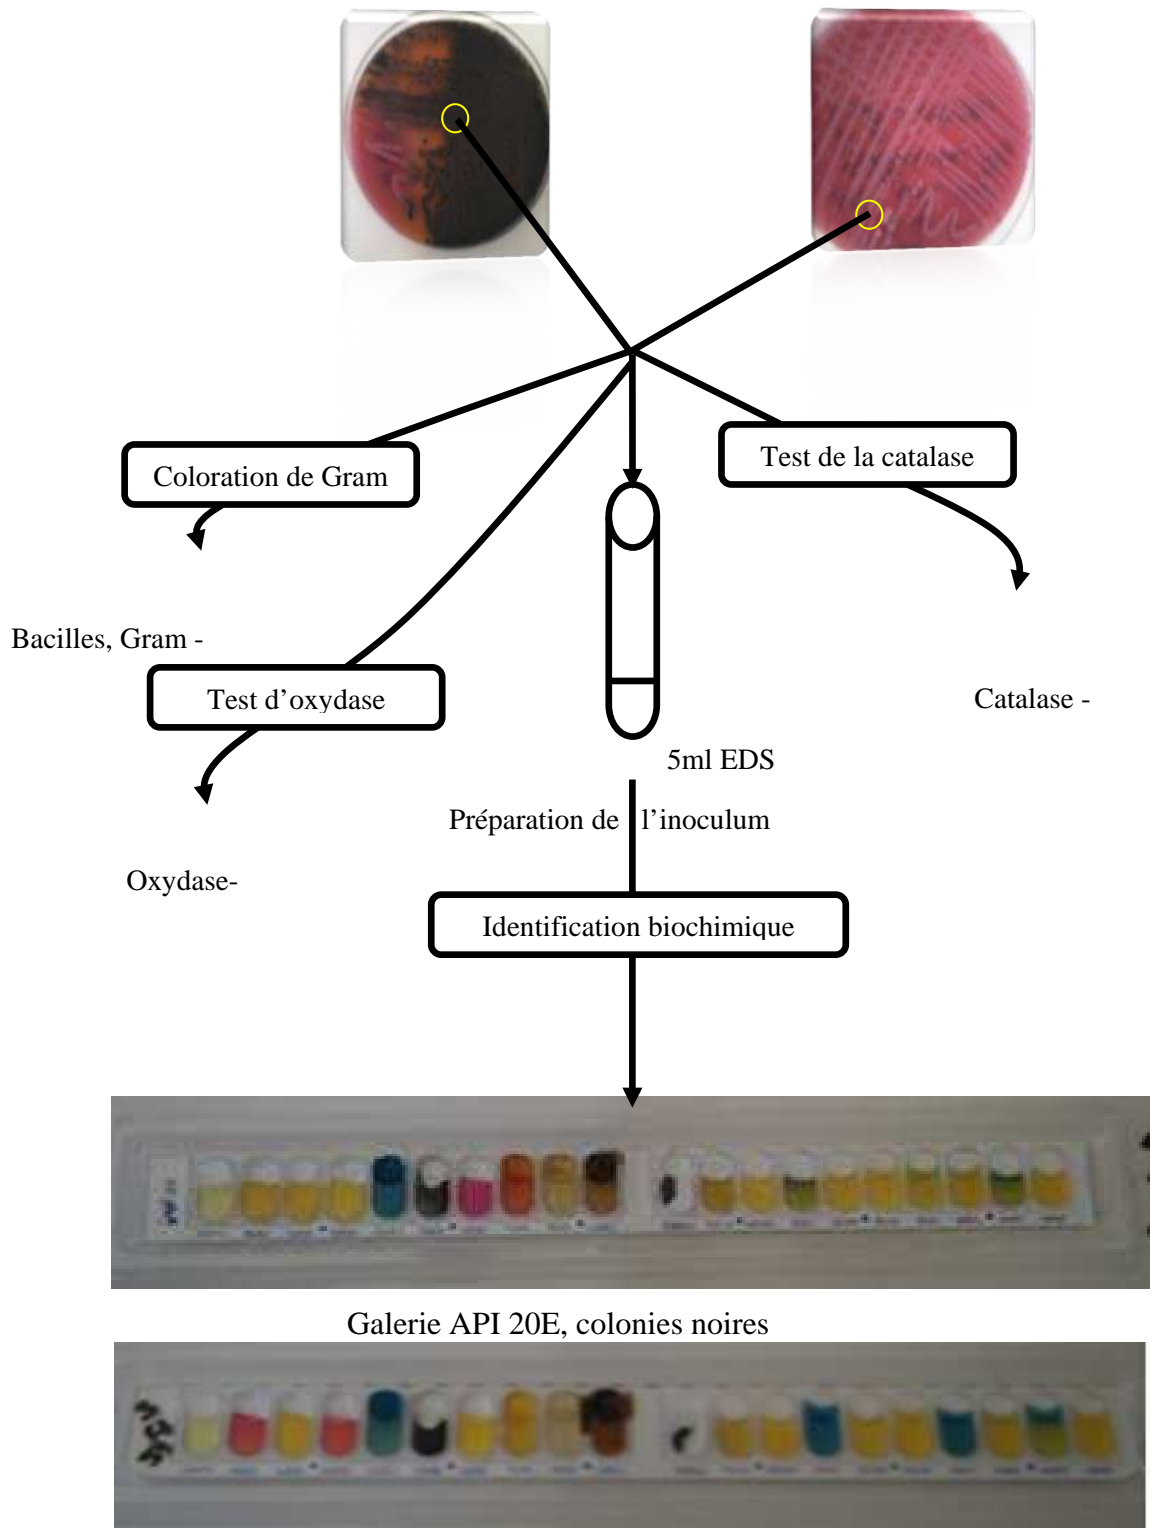 Coloration de Gram
Test de la catalase
Bacilles, Gram -
Test d'oxydase
Catalase -
5ml EDS
Préparation de l'inoculum
Oxydase-
Identification biochimique
Galerie API 20E, colonies noires